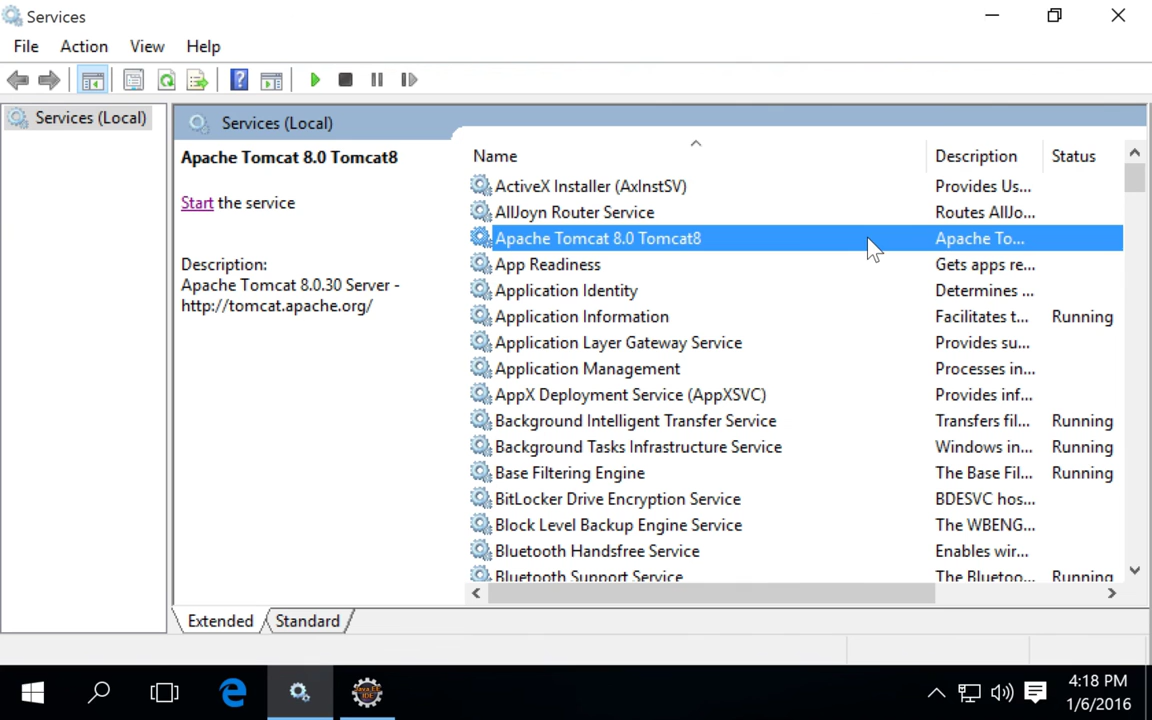 Services
File Action View Help
Services (Local)
Services (Local)
Apache Tomcat 8.0 Tomcat8
Start the service
Description:
Apache Tomcat 8.0.30 Server -
http://tomcat.apache.org/
Name Description Status
ActiveX Installer (AxInstSV) Provides Us...
AllJoyn Router Service Routes AllJo...
Apache Tomcat 8.0 Tomcat8 Apache To...
App Readiness Gets apps re...
Application Identity Determines ...
Application Information Facilitates t... Running
Application Layer Gateway Service Provides su...
Application Management Processes in...
AppX Deployment Service (AppXSVC) Provides inf...
Background Intelligent Transfer Service Transfers fil... Running
Background Tasks Infrastructure Service Windows in... Running
Base Filtering Engine The Base Fil... Running
BitLocker Drive Encryption Service BDESVC hos...
Block Level Backup Engine Service The WBENG...
Bluetooth Handsfree Service Enables wir...
Bluetooth Support Service The Bluetoo... Running
Extended Standard
Java EE
IDE
4:18 PM
1/6/2016